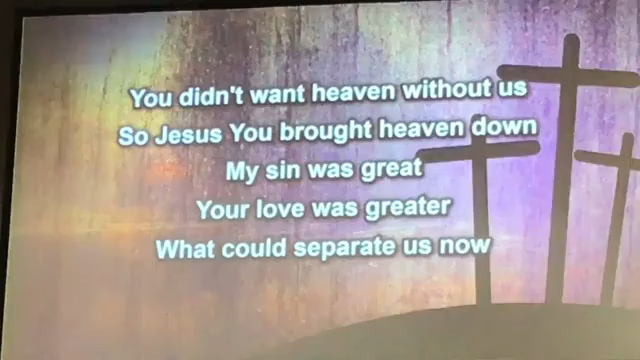 You didn't want heaven without us
So Jesus You brought heaven down
My sin was great
Your love was greater
What could separate us now